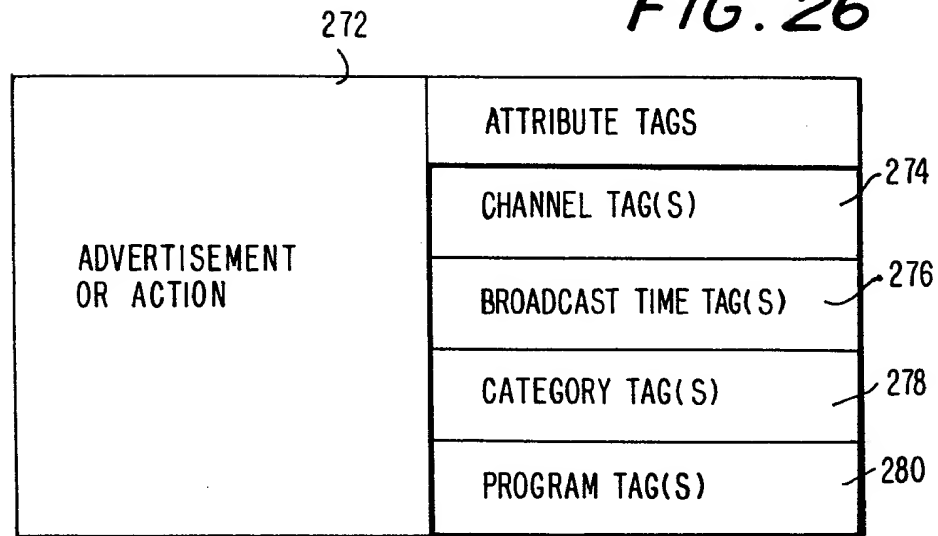 FIG. 26
272
ATTRIBUTE TAGS
CHANNEL TAG(S)
274
ADVERTISEMENT
OR ACTION
BROADCAST TIME TAG(S)
276
CATEGORY TAG(S)
278
PROGRAM TAG(S)
280